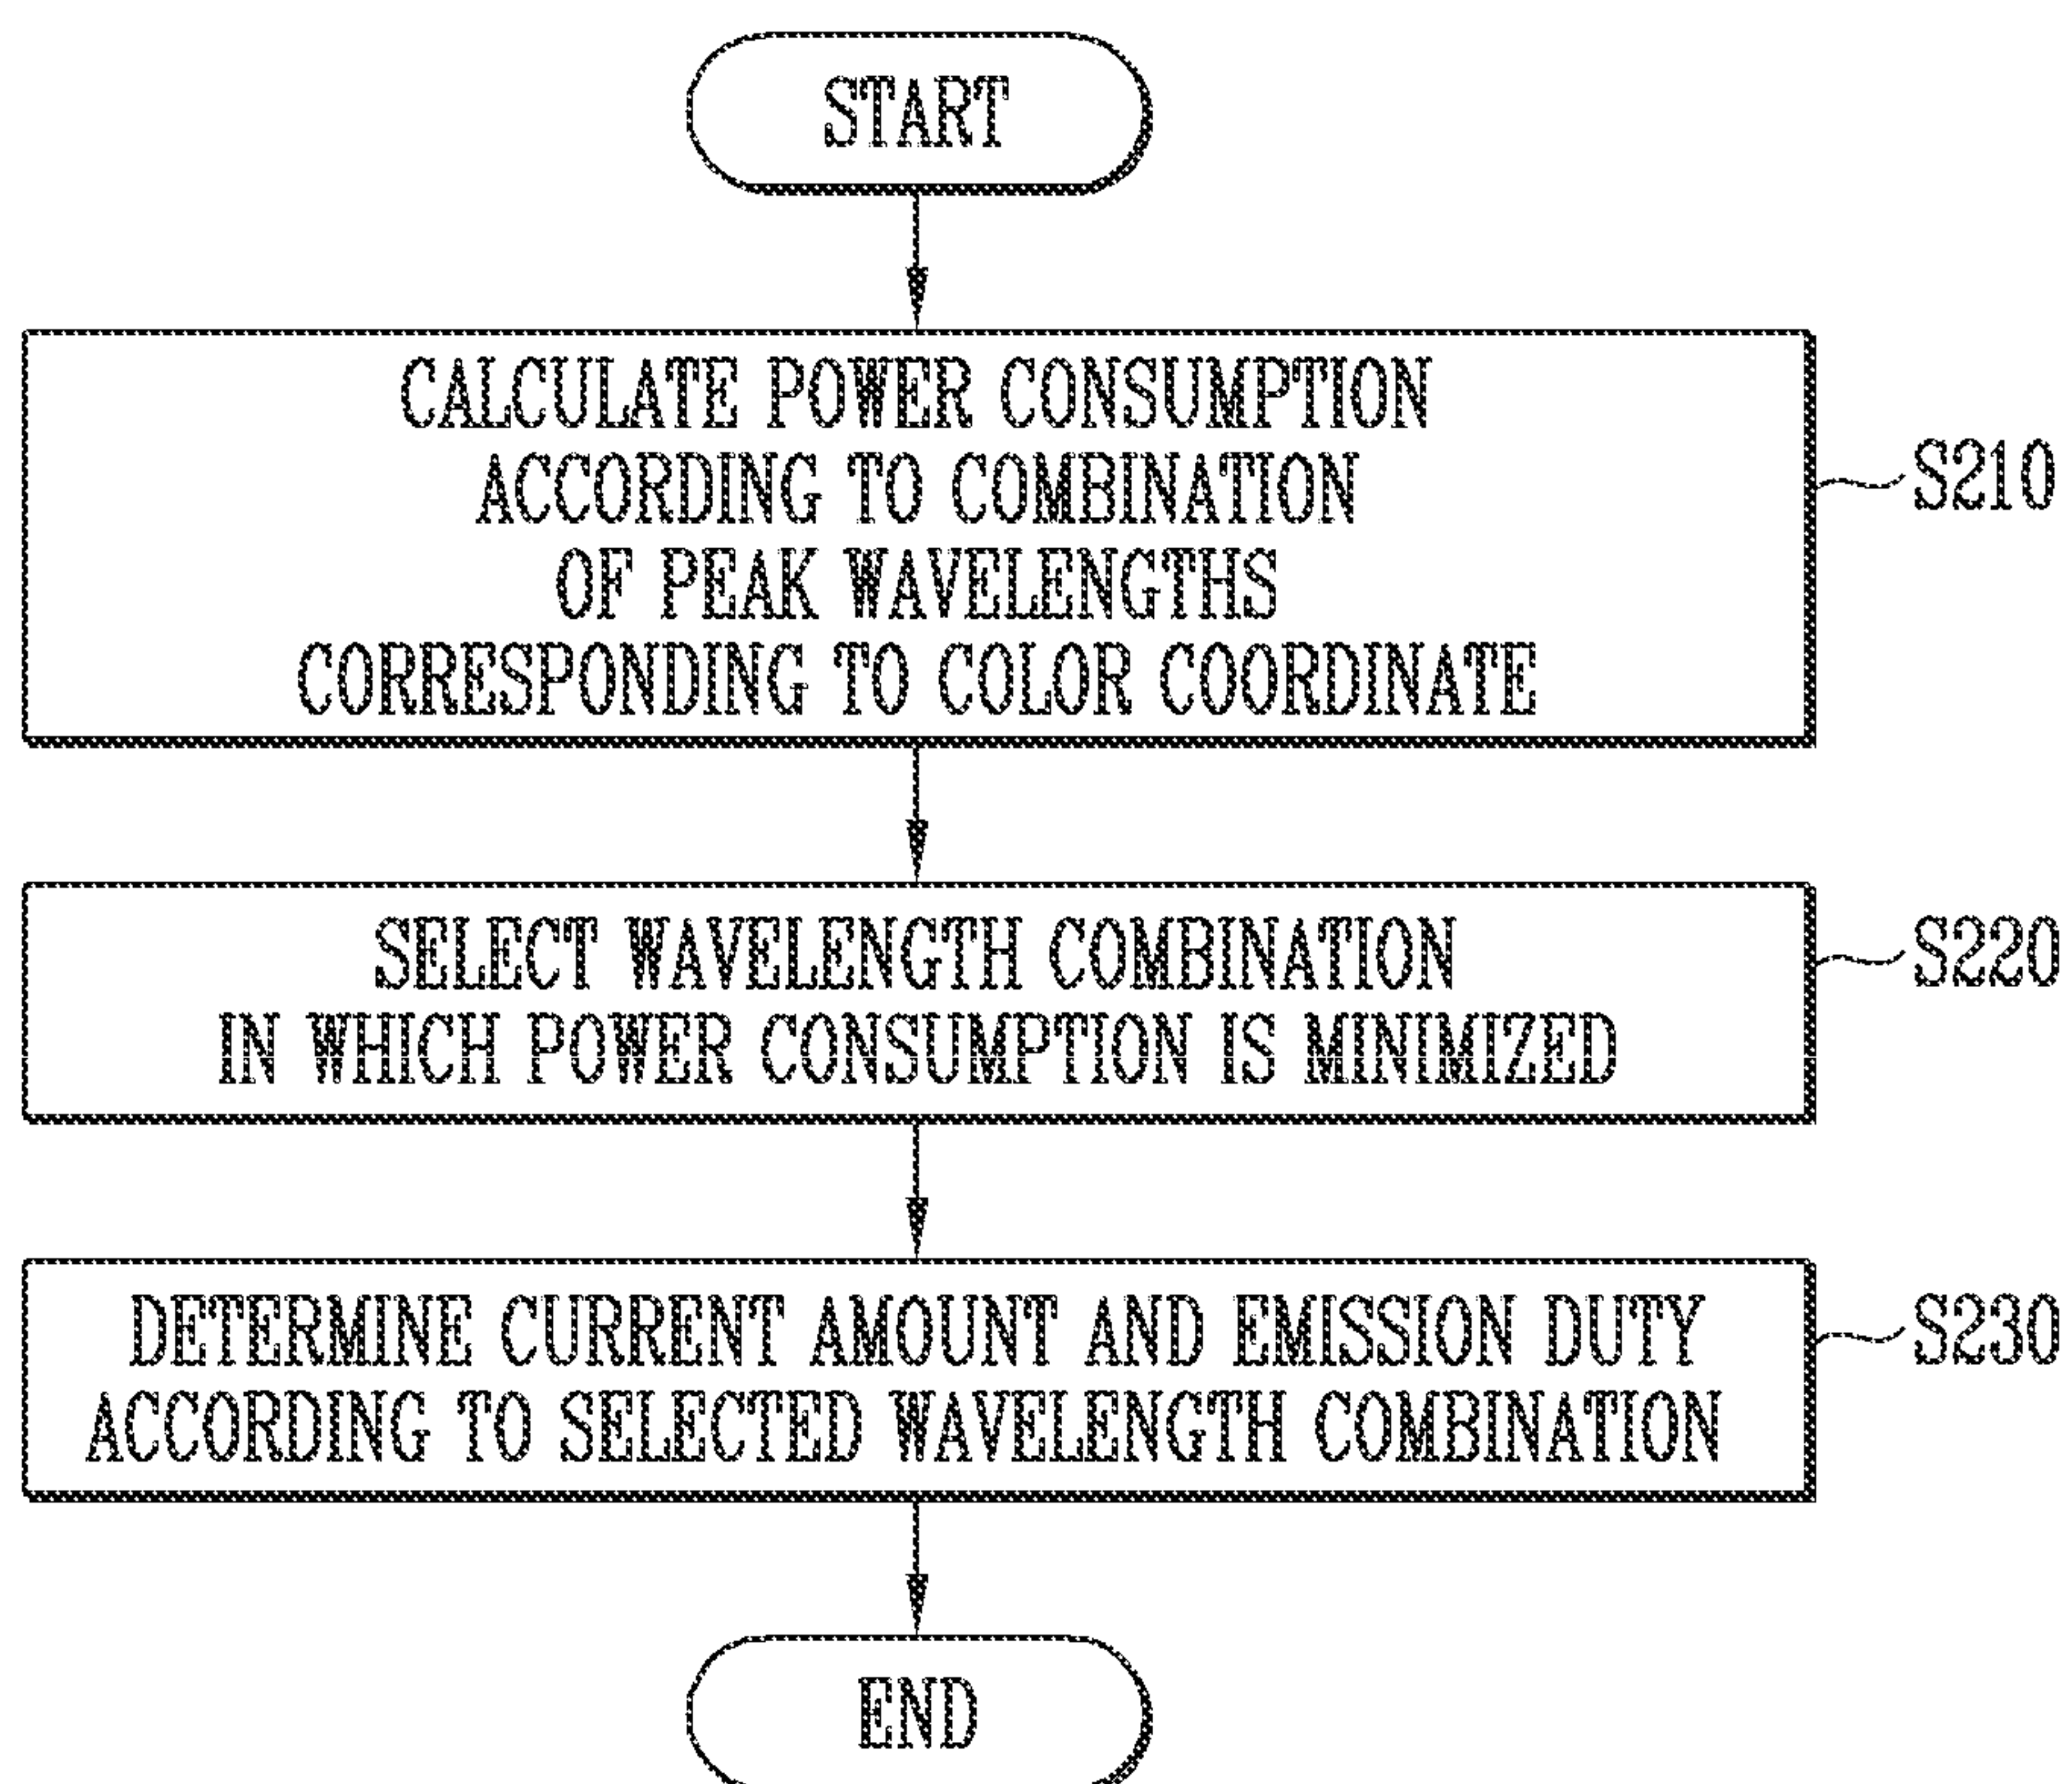 START
CALCULATE POWER CONSUMPTION
ACCORDING TO COMBINATION
OF PEAK WAVELENGTHS
CORRESPONDING TO COLOR COORDINATE
S210
SELECT WAVELENGTH COMBINATION
IN WHICH POWER CONSUMPTION IS MINIMIZED
S220
DETERMINE CURRENT AMOUNT AND EMISSION DUTY
ACCORDING TO SELECTED WAVELENGTH COMBINATION
S230
END